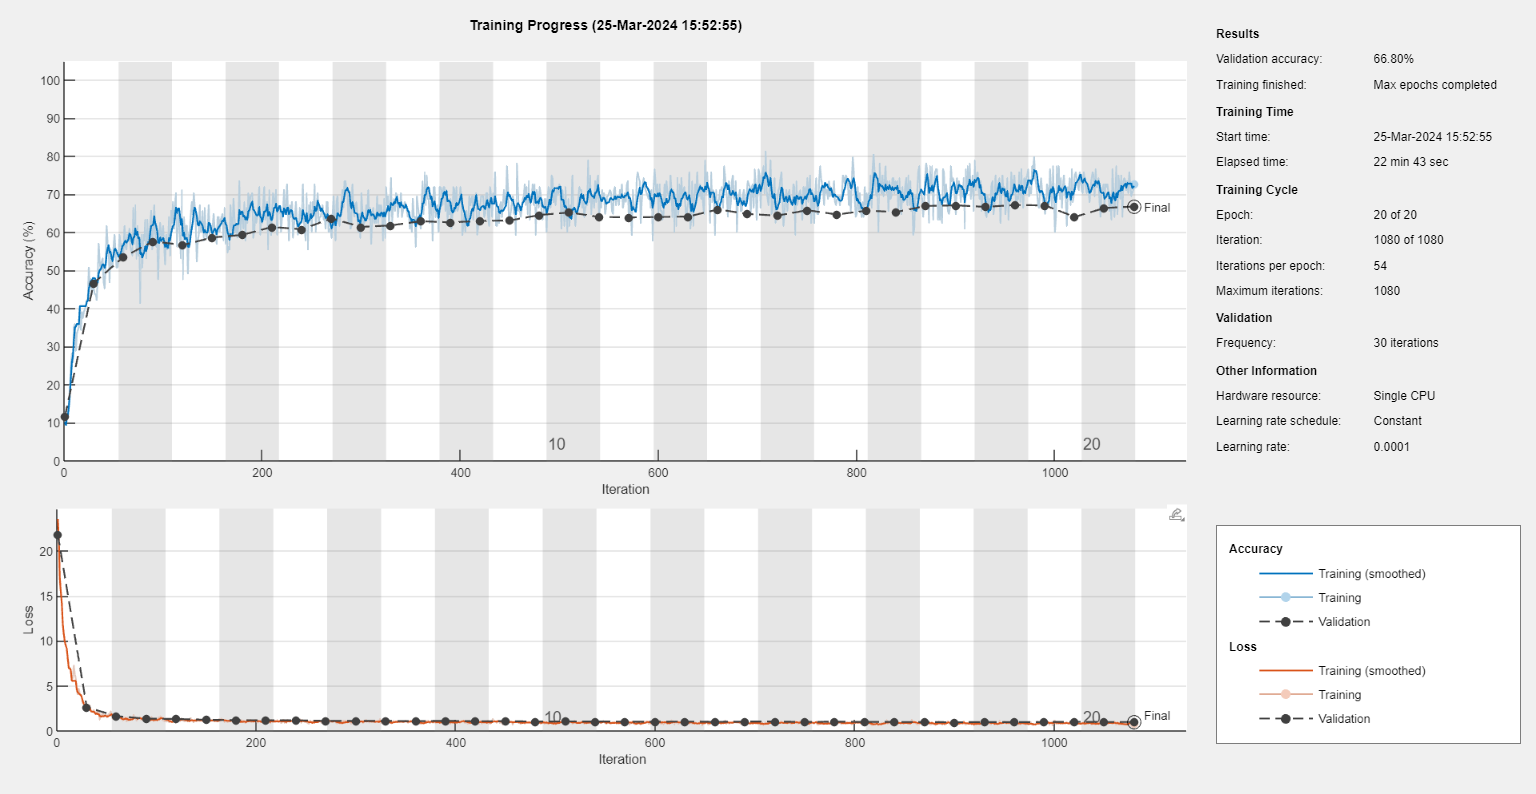 Training Progress (25-Mar-2024 15:52:55)
100
90
80
70
60
50
40
30
20
10
0
Accuracy (%)
Final
10
20
0
200
400
600
800
1000
Iteration
20
15
10
5
0
Loss
Final
10
20
0
200
400
600
800
1000
Iteration
Results
Validation accuracy: 66.80%
Training finished: Max epochs completed
Training Time
Start time: 25-Mar-2024 15:52:55
Elapsed time: 22 min 43 sec
Training Cycle
Epoch: 20 of 20
Iteration: 1080 of 1080
Iterations per epoch: 54
Maximum iterations: 1080
Validation
Frequency: 30 iterations
Other Information
Hardware resource: Single CPU
Learning rate schedule: Constant
Learning rate: 0.0001
Accuracy
Training (smoothed)
Training
Validation
Loss
Training (smoothed)
Training
Validation